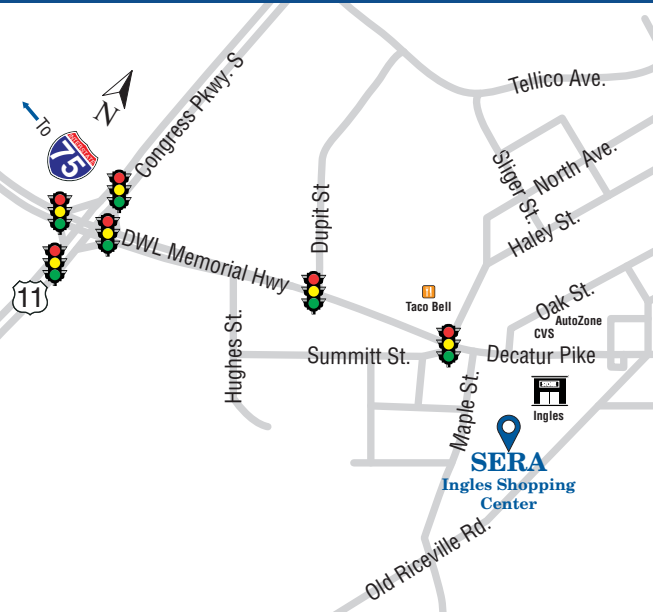 Congress Pkwy. S
Tellico Ave.
N
To
INTERSTATE
75
North Ave.
Sliger St.
Dupit St
Haley St.
DWL Memorial Hwy
11
Taco Bell
Oak St.
AutoZone
CVS
Hughes St.
Summitt St.
Decatur Pike
STORE
Ingles
Maple St.
SERA
Ingles Shopping
Center
Old Riceville Rd.